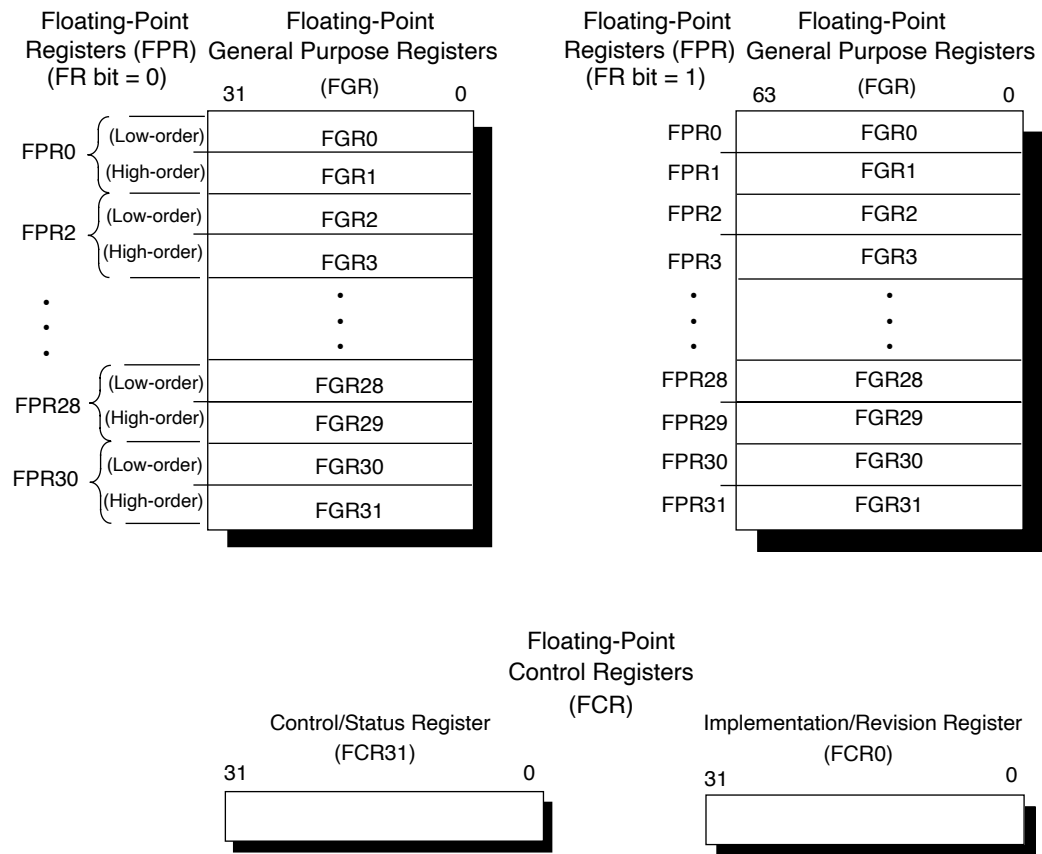 Floating-Point
Registers (FPR)
(FR bit = 0)
Floating-Point
General Purpose Registers
(FGR)
31
0
FPR0
(Low-order)
FGR0
(High-order)
FGR1
FPR2
(Low-order)
FGR2
(High-order)
FGR3
FPR28
(Low-order)
FGR28
(High-order)
FGR29
FPR30
(Low-order)
FGR30
(High-order)
FGR31
Floating-Point
Registers (FPR)
(FR bit = 1)
Floating-Point
General Purpose Registers
(FGR)
63
0
FPR0
FGR0
FPR1
FGR1
FPR2
FGR2
FPR3
FGR3
FPR28
FGR28
FPR29
FGR29
FPR30
FGR30
FPR31
FGR31
Floating-Point
Control Registers
(FCR)
Control/Status Register
(FCR31)
31
0
Implementation/Revision Register
(FCR0)
31
0